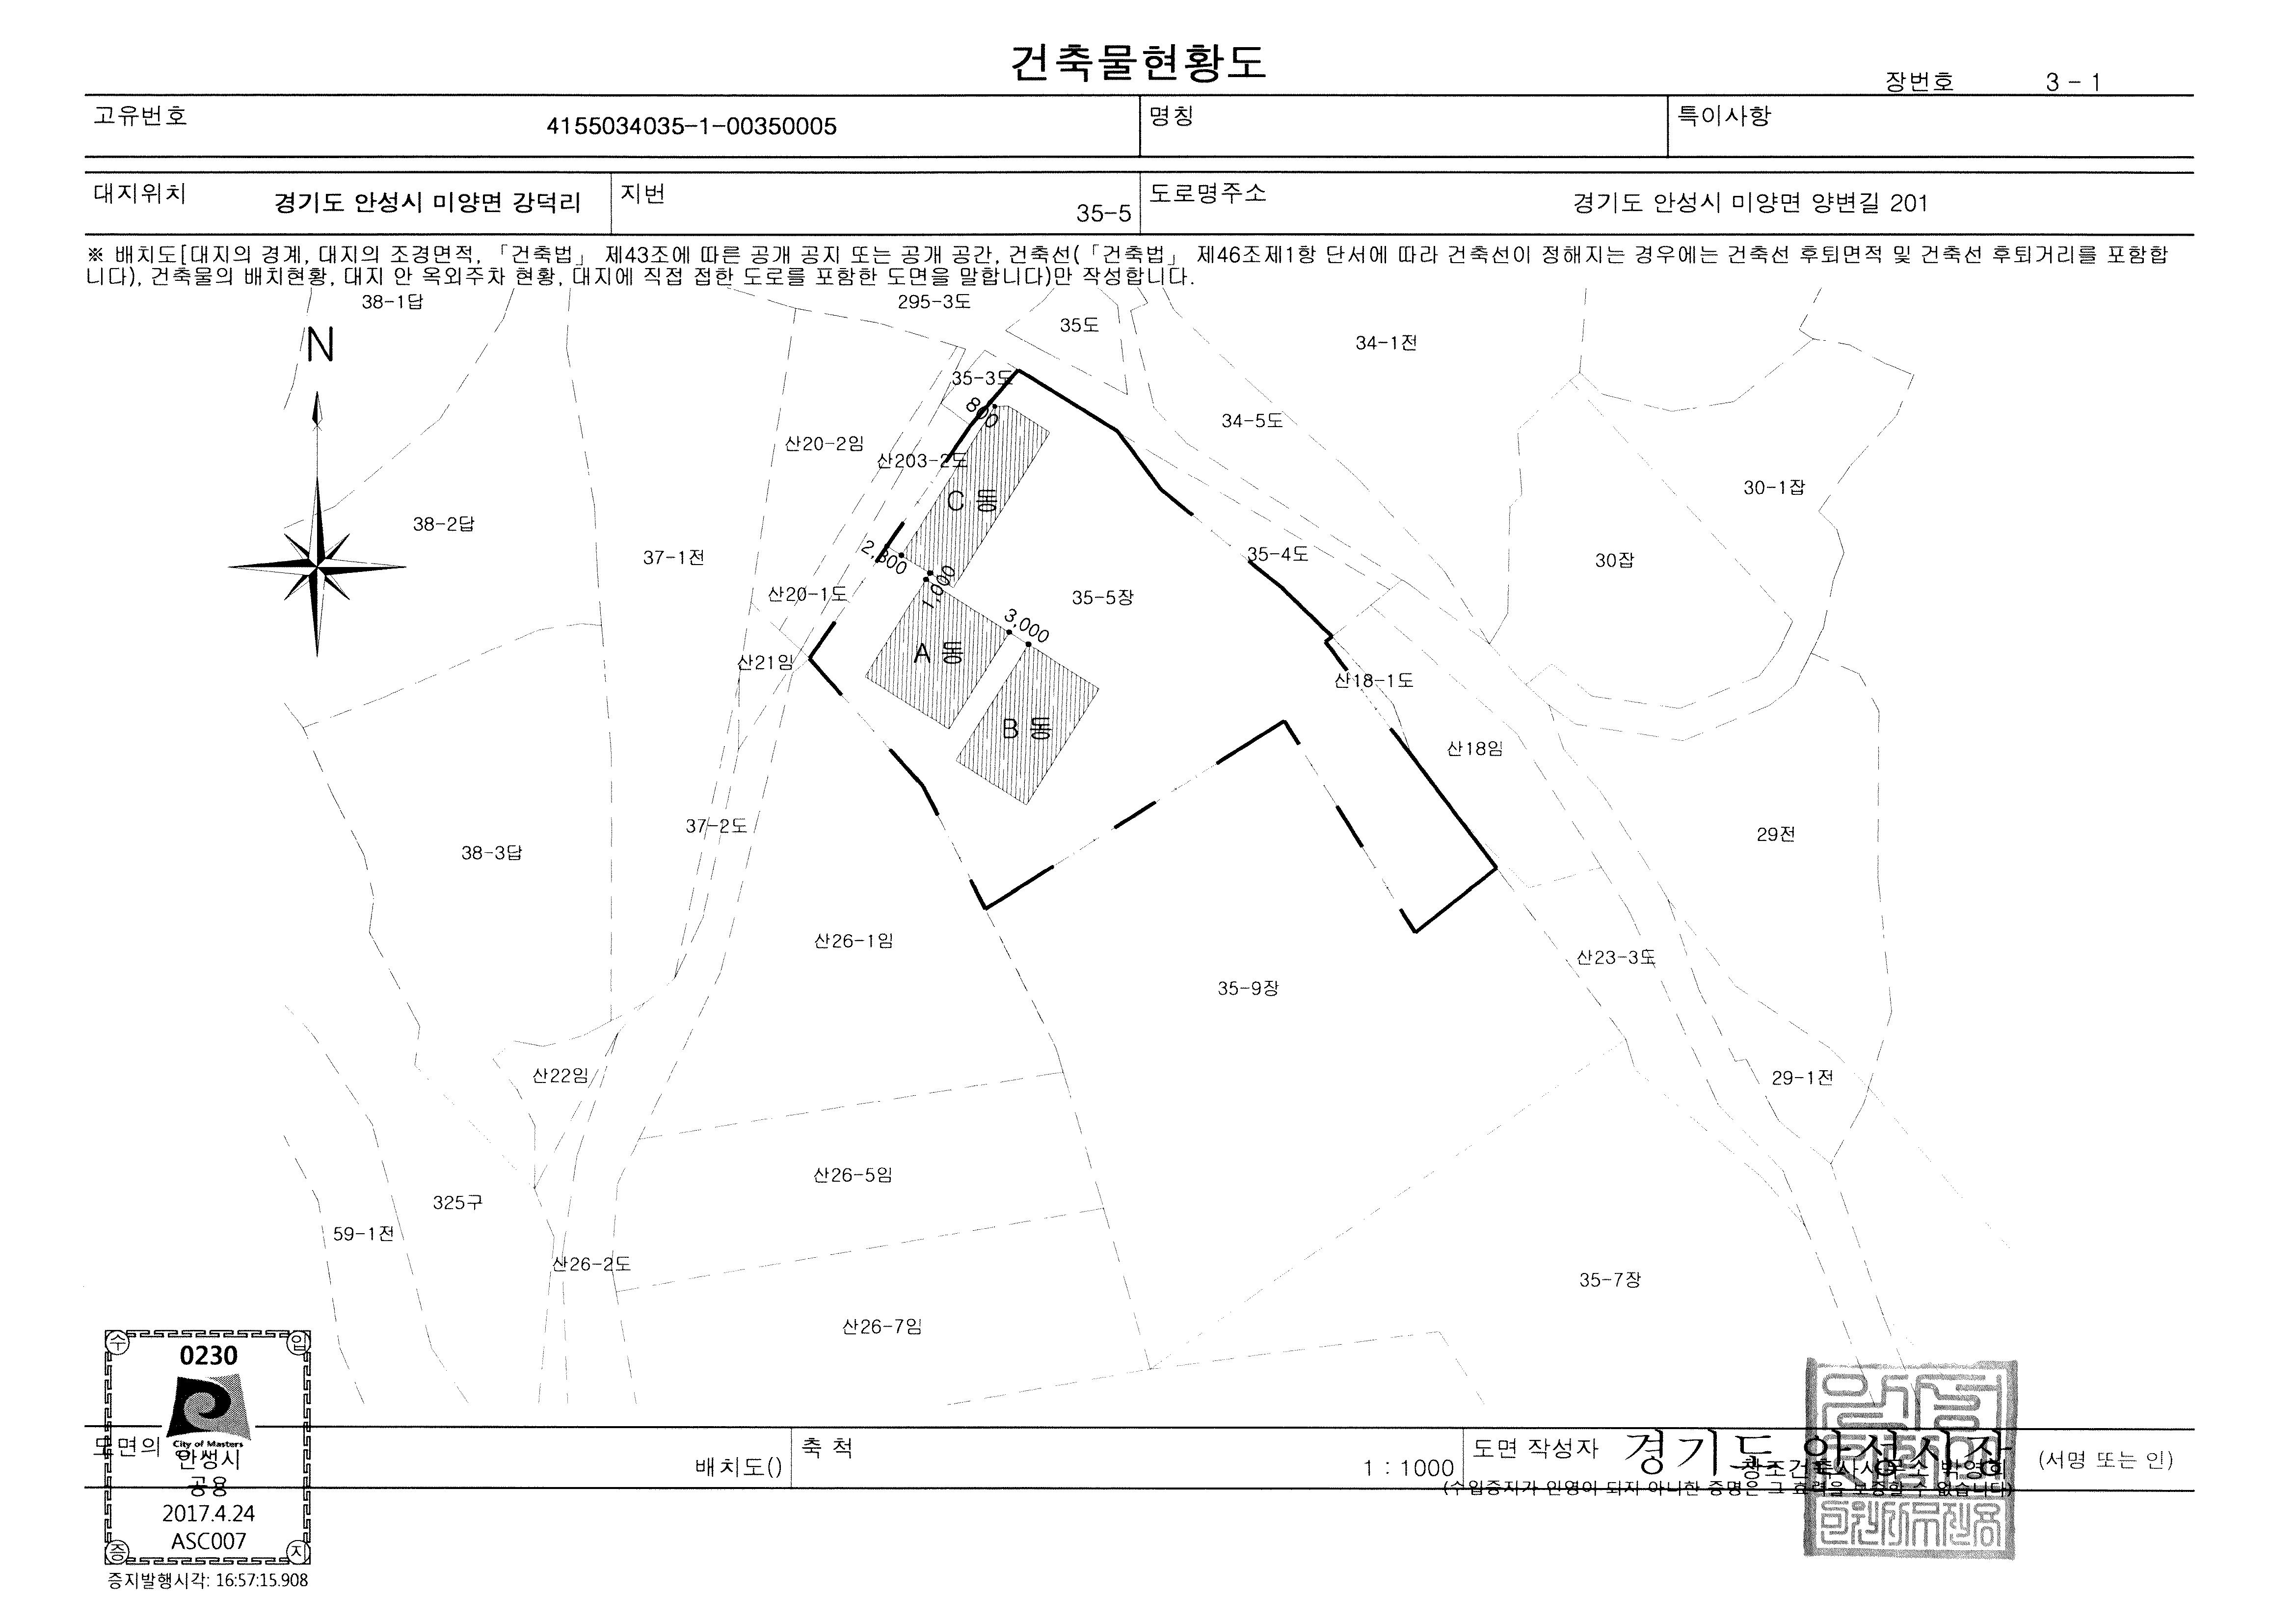 건축물현황도
장번호 3 - 1
고유번호 4155034035-1-00350005 명칭 특이사항
대지위치 경기도 안성시 미양면 강덕리 지번 35-5 도로명주소 경기도 안성시 미양면 양변길 201
※ 배치도[대지의 경계, 대지의 조경면적, 「건축법」 제43조에 따른 공개 공지 또는 공개 공간, 건축선(「건축법」 제46조제1항 단서에 따라 건축선이 정해지는 경우에는 건축선 후퇴면적 및 건축선 후퇴거리를 포함합
니다), 건축물의 배치현황, 대지 안 옥외주차 현황, 대지에 직접 접한 도로를 포함한 도면을 말합니다)만 작성합니다.
38-1답
295-3도
35도
34-1전
N
35-3도
800
34-5도
산20-2임
산203-2도
30-1잡
C 동
38-2답
37-1전
2,800
35-4도
30잡
1,000
산20-1도
35-5장
3,000
A 동
산21임
산18-1도
B 동
산18임
37-2도
29전
38-3답
산26-1임
산23-3도
35-9장
산22임
29-1전
산26-5임
325구
59-1전
산26-2도
35-7장
산26-7임
수 입
0230
City of Masters
안성시
공용
2017.4.24
ASC007
증 지
증지발행시각: 16:57:15.908
도면의
배치도()
축 척
1 : 1000
도면 작성자
경기도 안성시장
창조건축사사무소 박영희
(서명 또는 인)
(수입증지가 인영이 되지 아니한 증명은 그 효력을 보증할 수 없습니다)